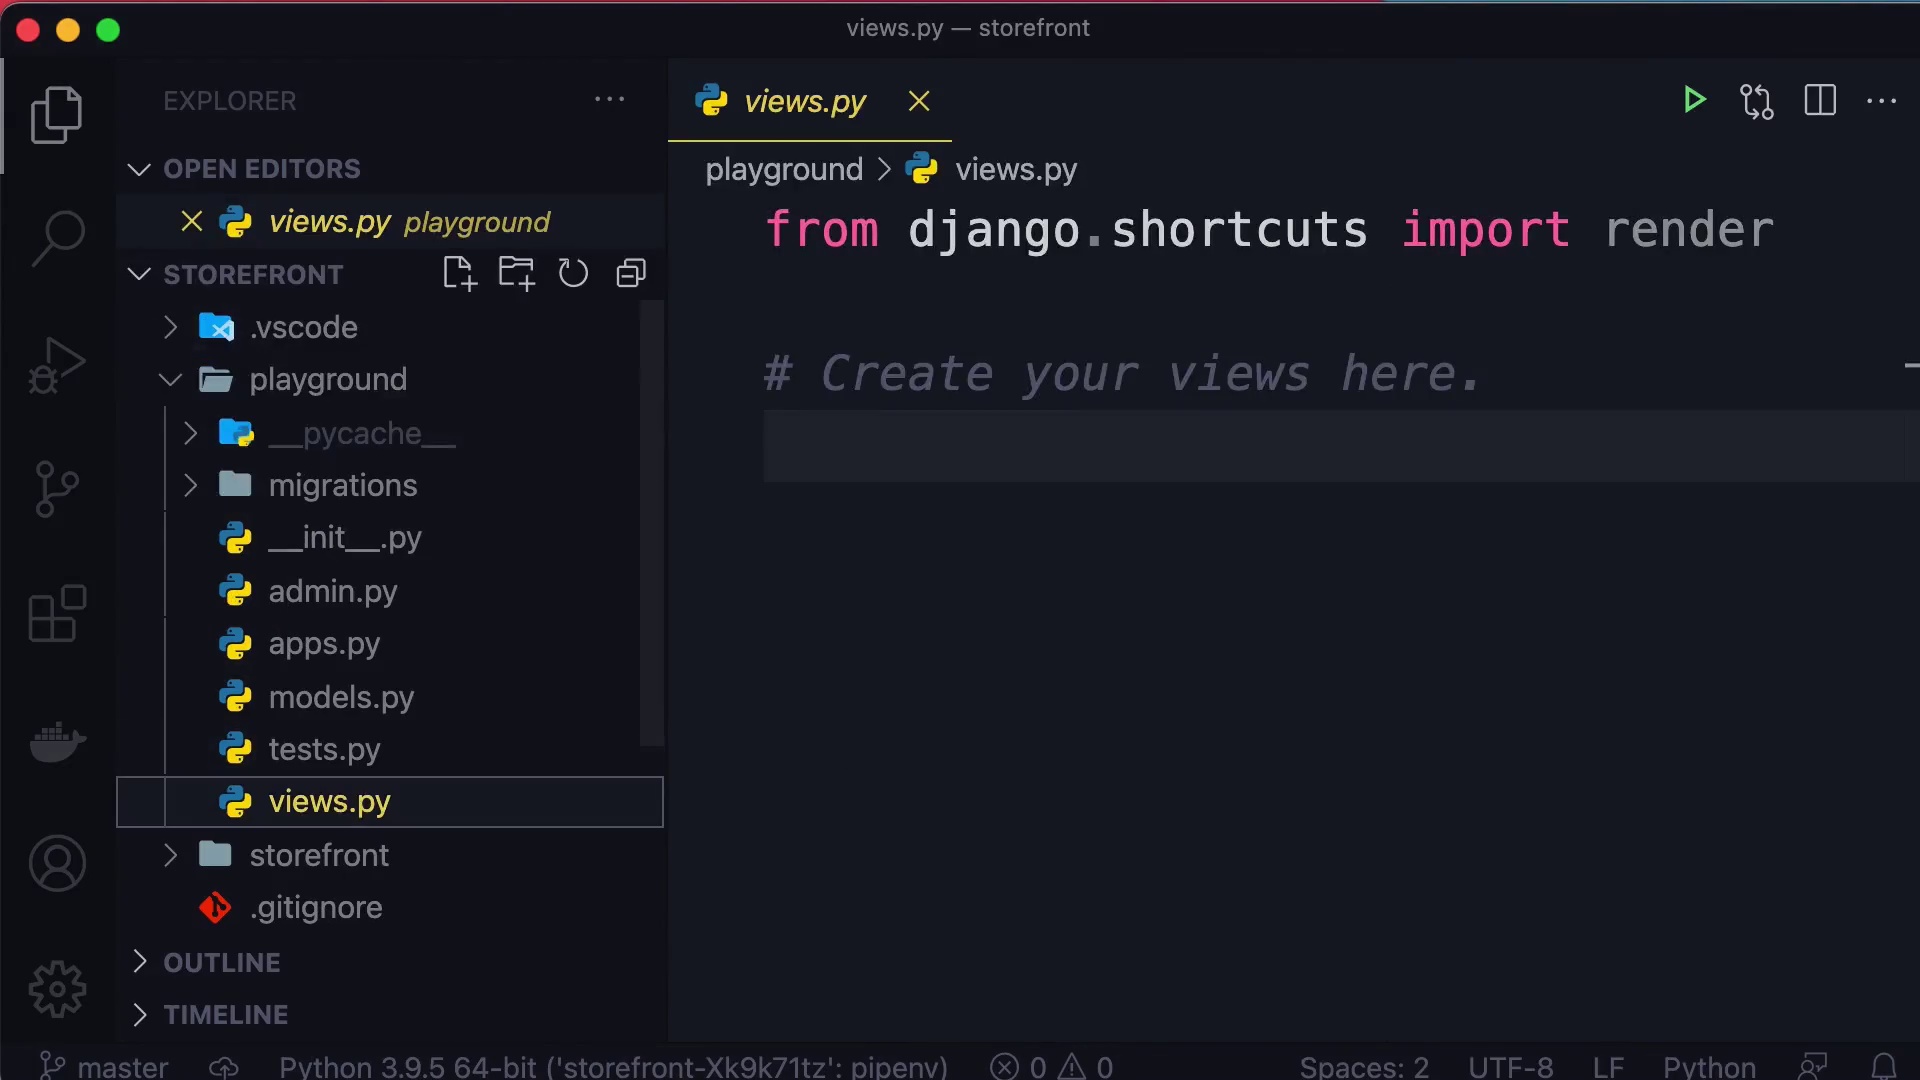 views.py — storefront
EXPLORER
OPEN EDITORS
views.py playground
STOREFRONT
.vscode
playground
__pycache__
migrations
__init__.py
admin.py
apps.py
models.py
tests.py
views.py
storefront
.gitignore
OUTLINE
TIMELINE
views.py
playground > views.py
from django.shortcuts import render
# Create your views here.
master Python 3.9.5 64-bit ('storefront-Xk9k71tz': pipenv) 0 0 Spaces: 2 UTF-8 LF Python